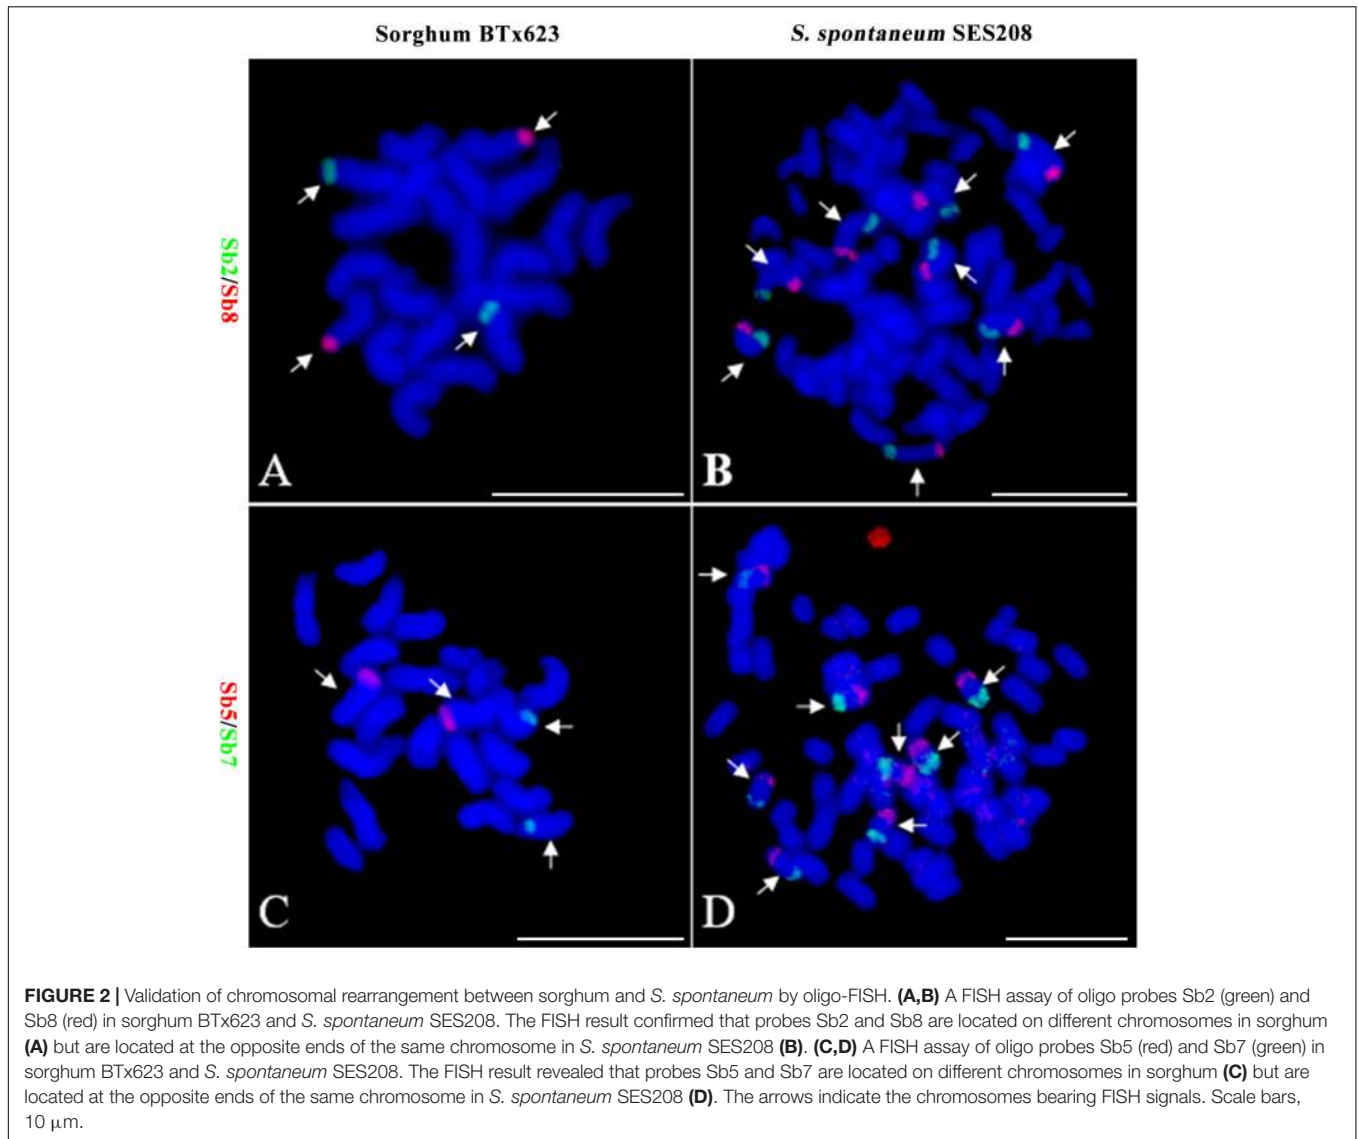 Sorghum BTx623
S. spontaneum SES208
Sb2/Sb8
A
B
Sb5/Sb7
C
D
FIGURE 2 | Validation of chromosomal rearrangement between sorghum and S. spontaneum by oligo-FISH. (A,B) A FISH assay of oligo probes Sb2 (green) and
Sb8 (red) in sorghum BTx623 and S. spontaneum SES208. The FISH result confirmed that probes Sb2 and Sb8 are located on different chromosomes in sorghum
(A) but are located at the opposite ends of the same chromosome in S. spontaneum SES208 (B). (C,D) A FISH assay of oligo probes Sb5 (red) and Sb7 (green) in
sorghum BTx623 and S. spontaneum SES208. The FISH result revealed that probes Sb5 and Sb7 are located on different chromosomes in sorghum (C) but are
located at the opposite ends of the same chromosome in S. spontaneum SES208 (D). The arrows indicate the chromosomes bearing FISH signals. Scale bars,
10 μm.